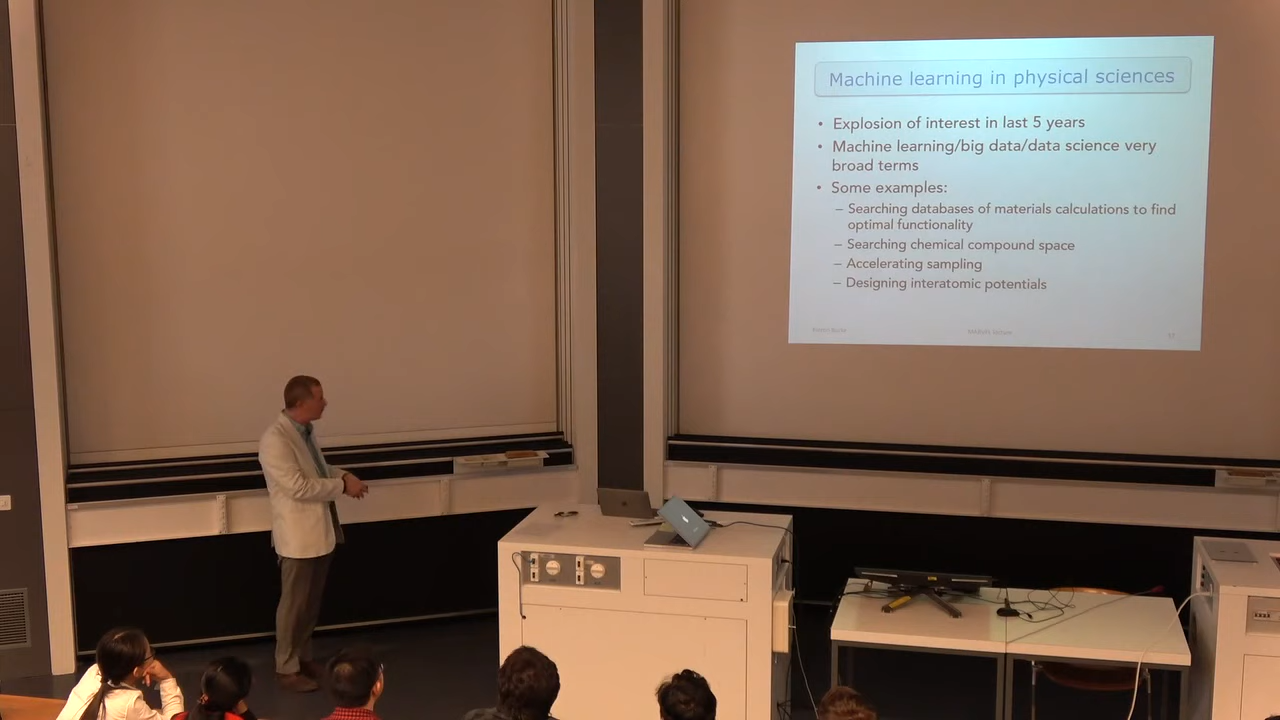 Machine learning in physical sciences
• Explosion of interest in last 5 years
• Machine learning/big data/data science very
broad terms
• Some examples:
– Searching databases of materials calculations to find
optimal functionality
– Searching chemical compound space
– Accelerating sampling
– Designing interatomic potentials